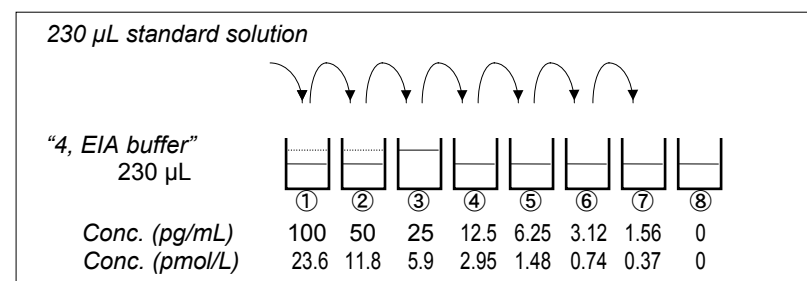 230 µL standard solution
“4, EIA buffer”
230 µL
① ② ③ ④ ⑤ ⑥ ⑦ ⑧
Conc. (pg/mL) 100 50 25 12.5 6.25 3.12 1.56 0
Conc. (pmol/L) 23.6 11.8 5.9 2.95 1.48 0.74 0.37 0